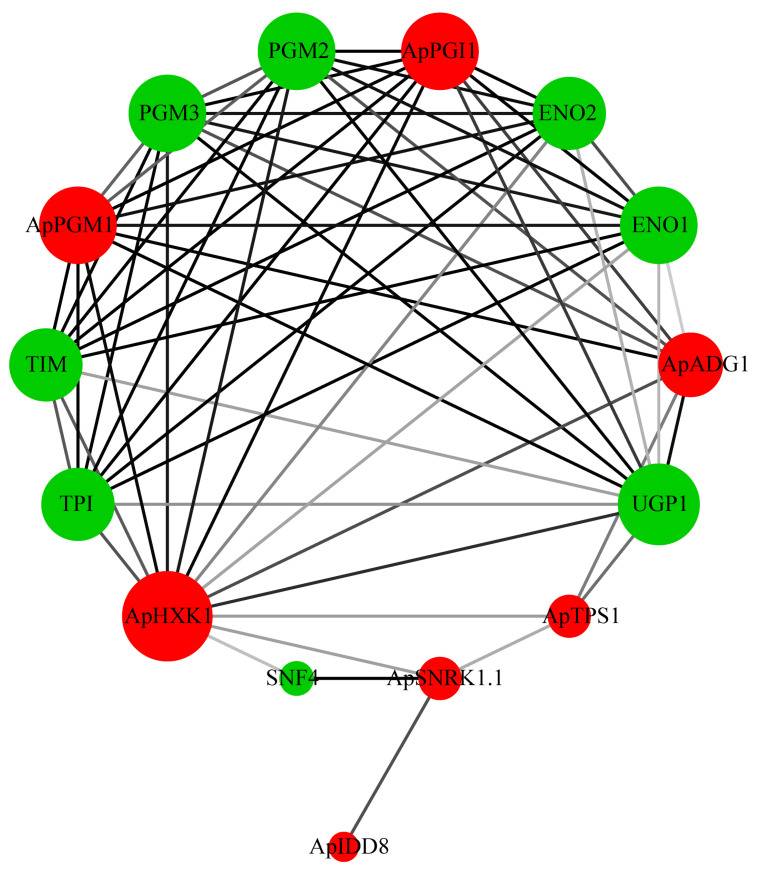 PGM2
ApPGI1
PGM3
ENO2
ApPGM1
ENO1
TIM
ApADG1
TPI
UGP1
ApHXK1
ApTPS1
SNF4
ApSNRK1.1
ApIDD8